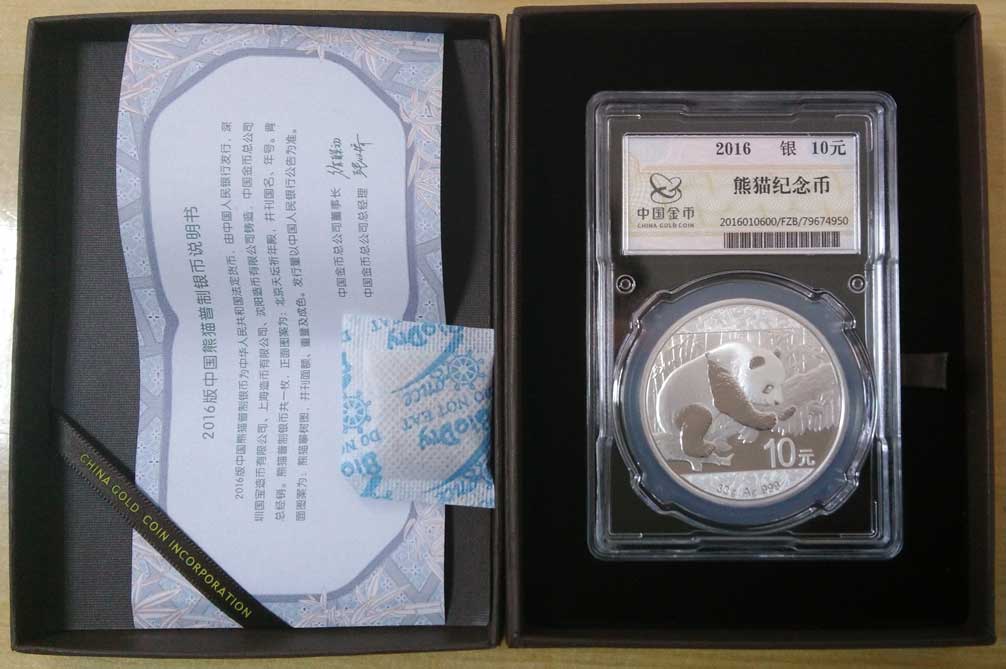 2016版中国熊猫普制银币说明书
2016版中国熊猫普制银币为中华人民共和国法定货币，由中国人民银行发行，深
圳国宝造币有限公司、上海造币有限公司、沈阳造币有限公司铸造，中国金币总公司
总经销。熊猫普制银币共一枚，正面图案为：北京天坛祈年殿，并刊国名、年号。背
面图案为：熊猫攀树图，并刊面额、重量及成色。发行量以中国人民银行公告为准。
中国金币总公司董事长
中国金币总公司总经理
CHINA GOLD COIN INCORPORATION
BioDry
DO NOT EAT
2016 银 10元
熊猫纪念币
中国金币
CHINA GOLD COIN
2016010600/FZB/79674950
10元
30g Ag 999